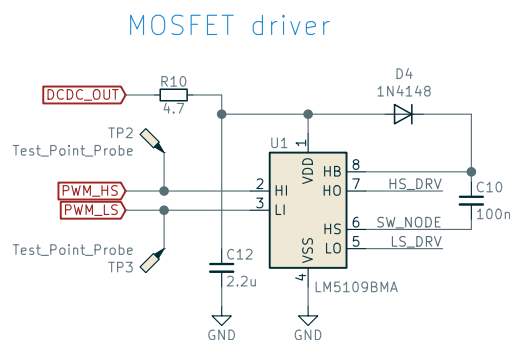 MOSFET driver
D4
1N4148
R10
DCDC_OUT
4.7
TP2
Test_Point_Probe
U1
1
VDD
HB
8
PWM_HS
2
HI
HO
7
HS_DRV
C10
100n
PWM_LS
3
LI
HS
6
SW_NODE
LO
5
LS_DRV
Test_Point_Probe
TP3
C12
2.2u
VSS
4
LM5109BMA
GND
GND